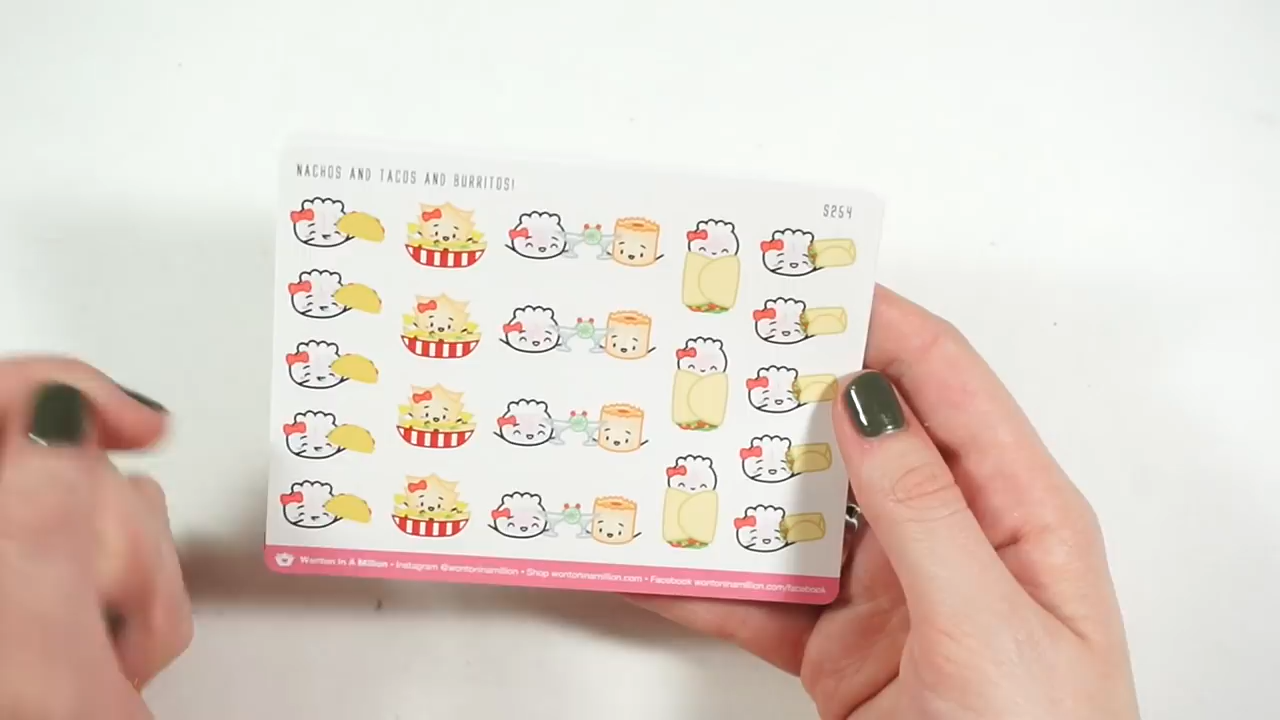 NACHOS AND TACOS AND BURRITOS!
S254
Wonton In A Million • Instagram @wontoninamillion • Shop wontoninamillion.com • Facebook wontoninamillion.com/facebook